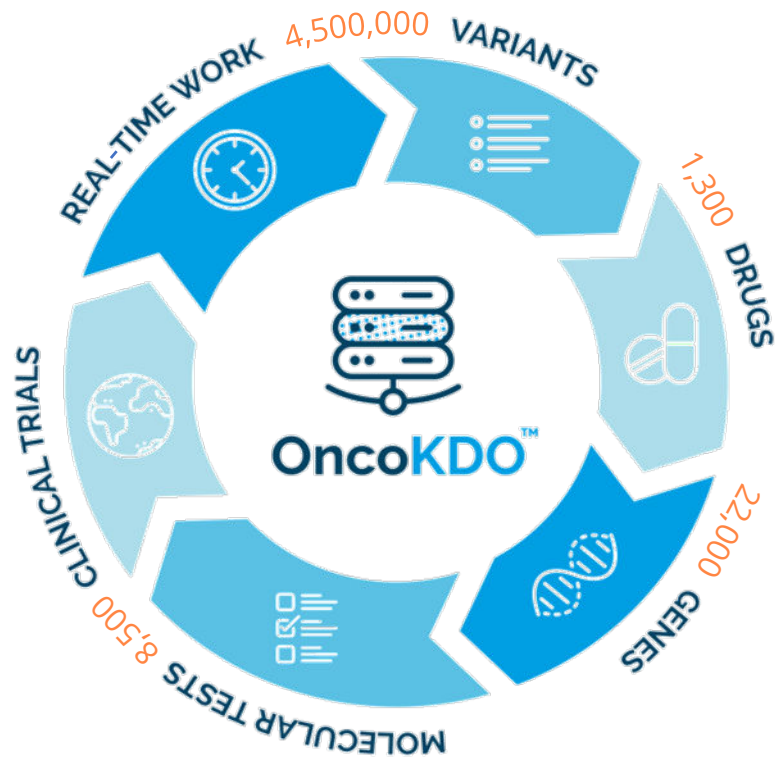 4,500,000 VARIANTS
1,300 DRUGS
22,000 GENES
MOLECULAR TESTS
8,500 CLINICAL TRIALS
REAL-TIME WORK
OncoKDO™